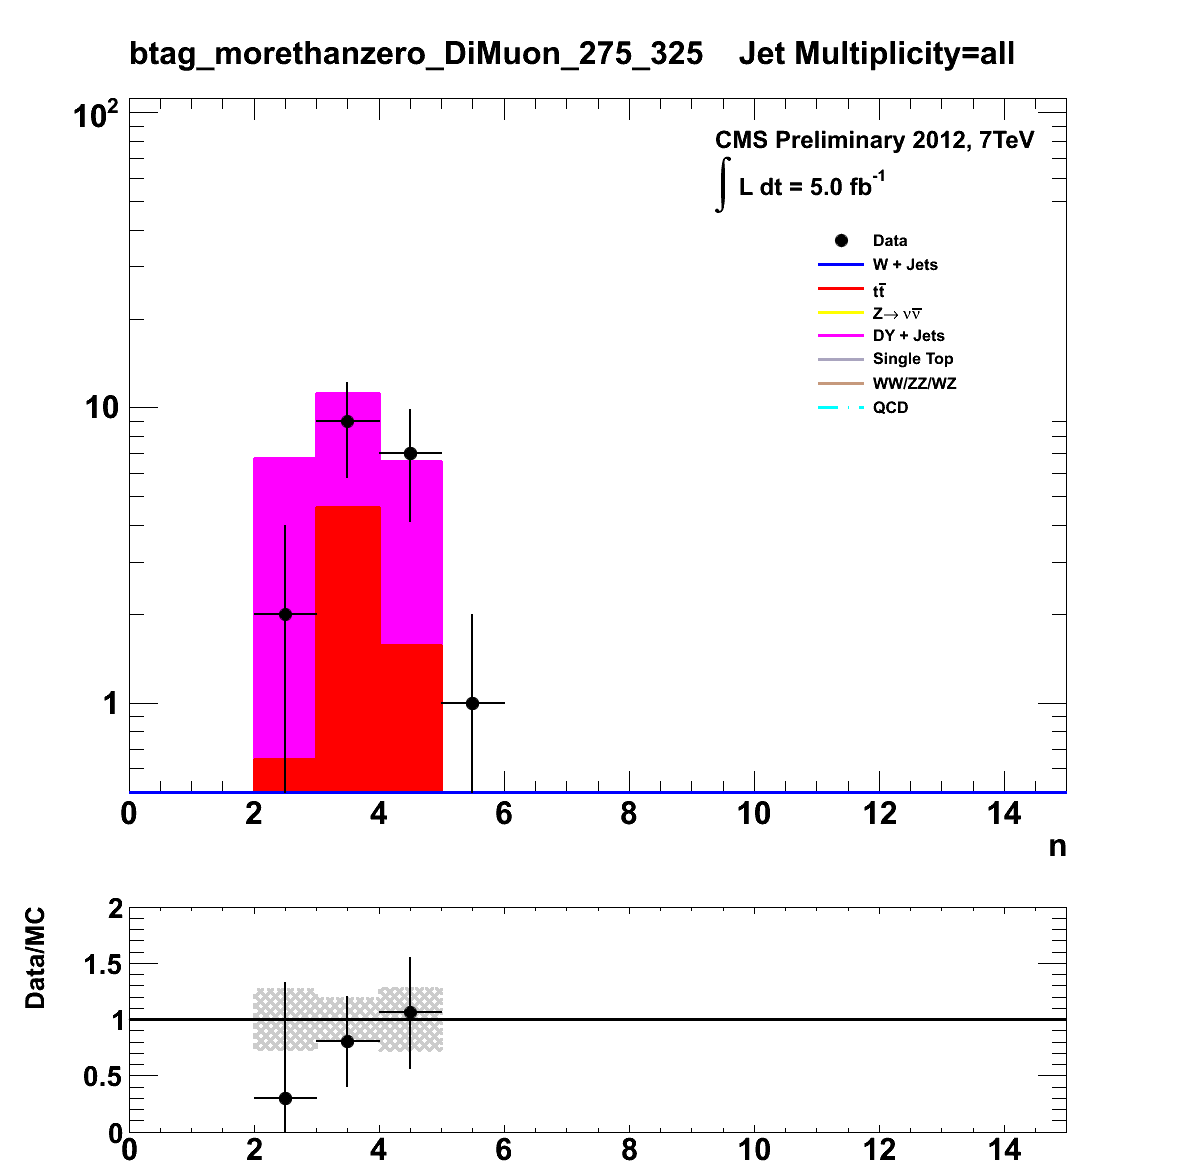 btag_morethanzero_DiMuon_275_325    Jet Multiplicity=all
10²
CMS Preliminary 2012, 7TeV
∫ L dt = 5.0 fb⁻¹
Data
W + Jets
tt̅
Z→ νν̅
DY + Jets
Single Top
WW/ZZ/WZ
QCD
10
1
0 2 4 6 8 10 12 14
n
Data/MC
2
1.5
1
0.5
0
0 2 4 6 8 10 12 14